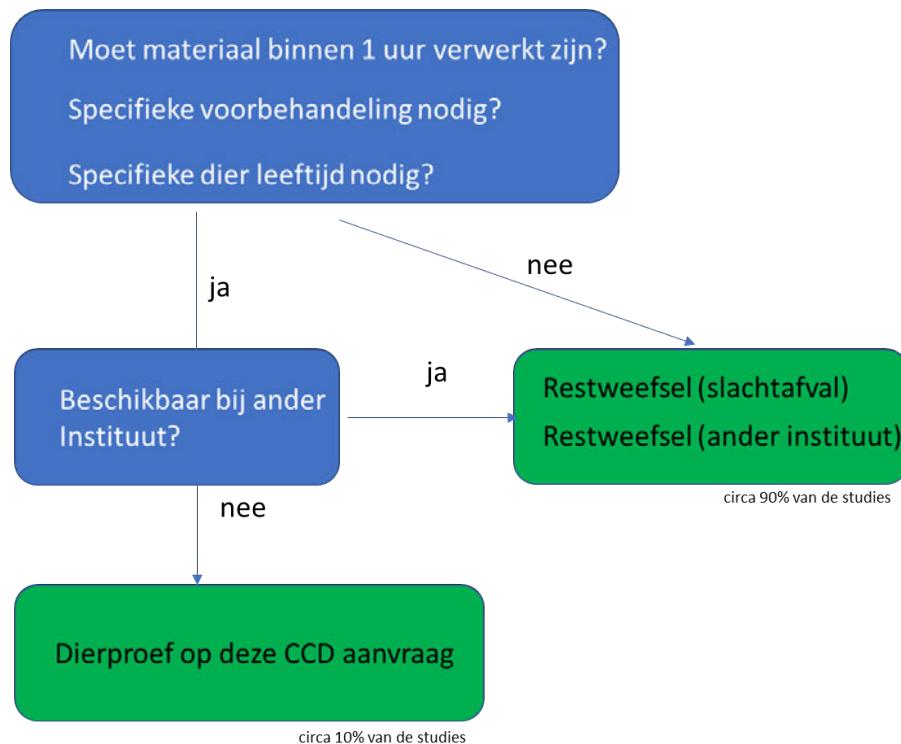 Moet materiaal binnen 1 uur verwerkt zijn?
Specifieke voorbehandeling nodig?
Specifieke dier leeftijd nodig?
ja
nee
Beschikbaar bij ander
Instituut?
ja
Restweefsel (slachtafval)
Restweefsel (ander instituut)
circa 90% van de studies
nee
Dierproef op deze CCD aanvraag
circa 10% van de studies